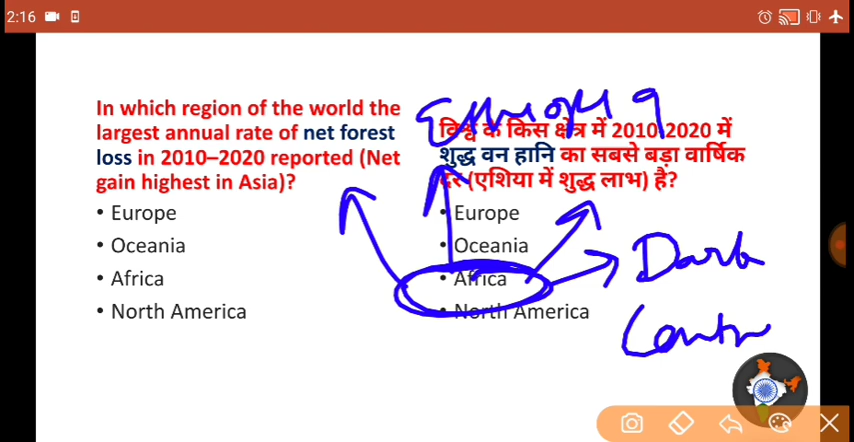 2:16
In which region of the world the
largest annual rate of net forest
loss in 2010–2020 reported (Net
gain highest in Asia)?
• Europe
• Oceania
• Africa
• North America
विश्व के किस क्षेत्र में 2010-2020 में
शुद्ध वन हानि का सबसे बड़ा वार्षिक
दर (एशिया में शुद्ध लाभ) है?
• Europe
• Oceania
• Africa
• North America
Dark